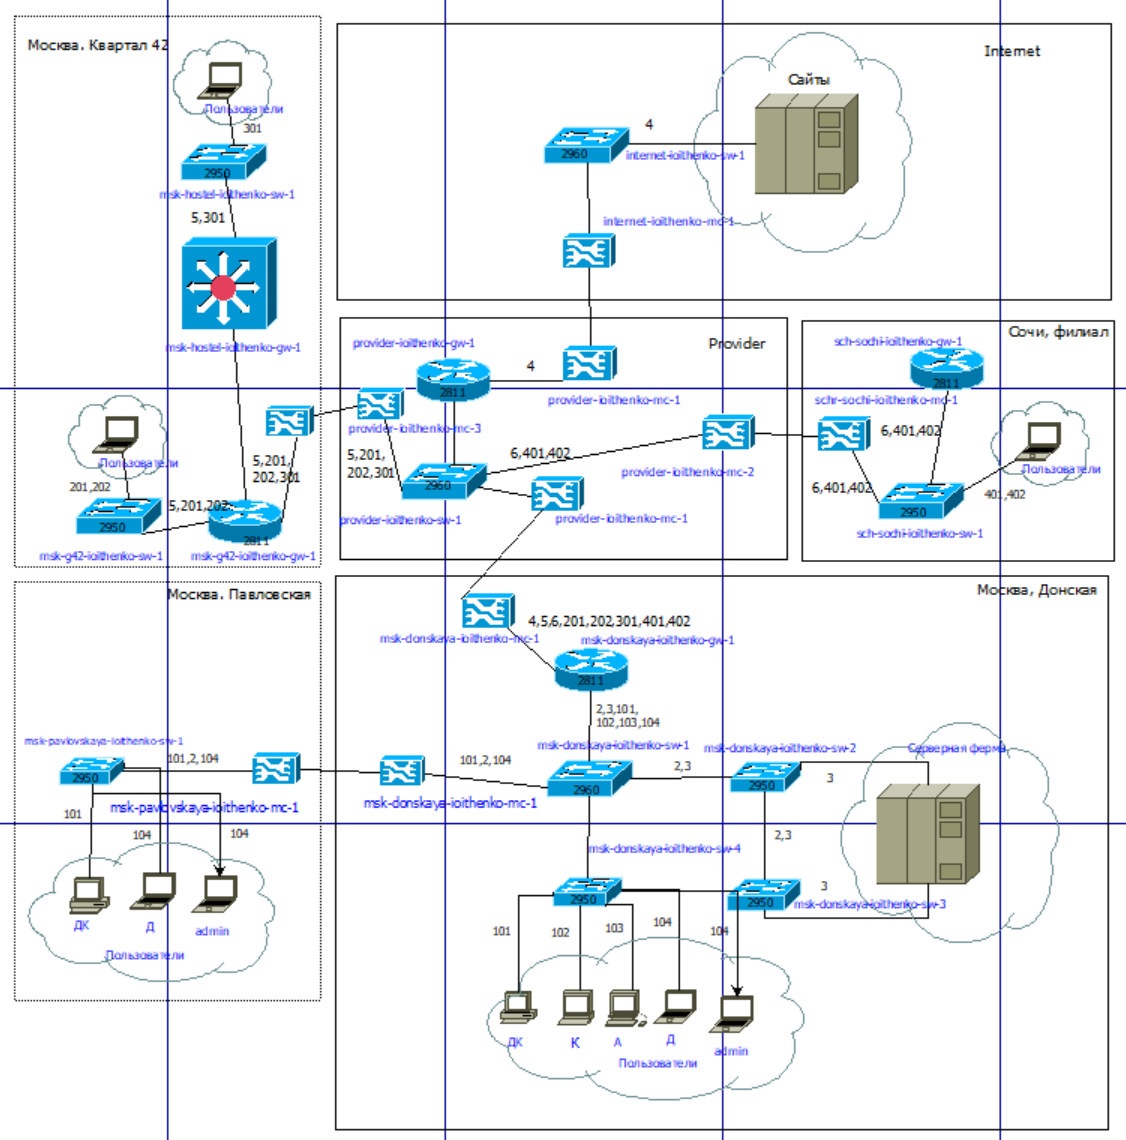 Москва. Квартал 42
Пользователи
301
2950
msk-hostel-ioithenko-sw-1
5,301
msk-hostel-ioithenko-gw-1
Пользователи
201,202
5,201,202
2950
msk-g42-ioithenko-sw-1
5,201,
202,301
2811
msk-g42-ioithenko-gw-1
Internet
Сайты
4
2960
internet-ioithenko-sw-1
internet-ioithenko-mc-1
Provider
provider-ioithenko-gw-1
4
2811
provider-ioithenko-mc-1
provider-ioithenko-mc-3
5,201,
202,301
6,401,402
provider-ioithenko-mc-2
2960
provider-ioithenko-sw-1
provider-ioithenko-mc-1
Сочи, филиал
sch-sochi-ioithenko-gw-1
2811
schr-sochi-ioithenko-mc-1
6,401,402
Пользователи
6,401,402
401,402
2950
sch-sochi-ioithenko-sw-1
Москва. Павловская
msk-pavlovskaya-ioithenko-sw-1
101,2,104
2950
msk-pavlovskaya-ioithenko-mc-1
101
104
104
ДК
Д
admin
Пользователи
Москва, Донская
4,5,6,201,202,301,401,402
msk-donskaya-ioithenko-mc-1
msk-donskaya-ioithenko-gw-1
2811
2,3,101,
102,103,104
msk-donskaya-ioithenko-sw-1
msk-donskaya-ioithenko-sw-2
Серверная ферма
101,2,104
2,3
3
2960
2950
msk-donskaya-ioithenko-mc-1
2,3
msk-donskaya-ioithenko-sw-4
3
2950
2950
msk-donskaya-ioithenko-sw-3
101
102
103
104
104
ДК
К
А
Д
admin
Пользователи